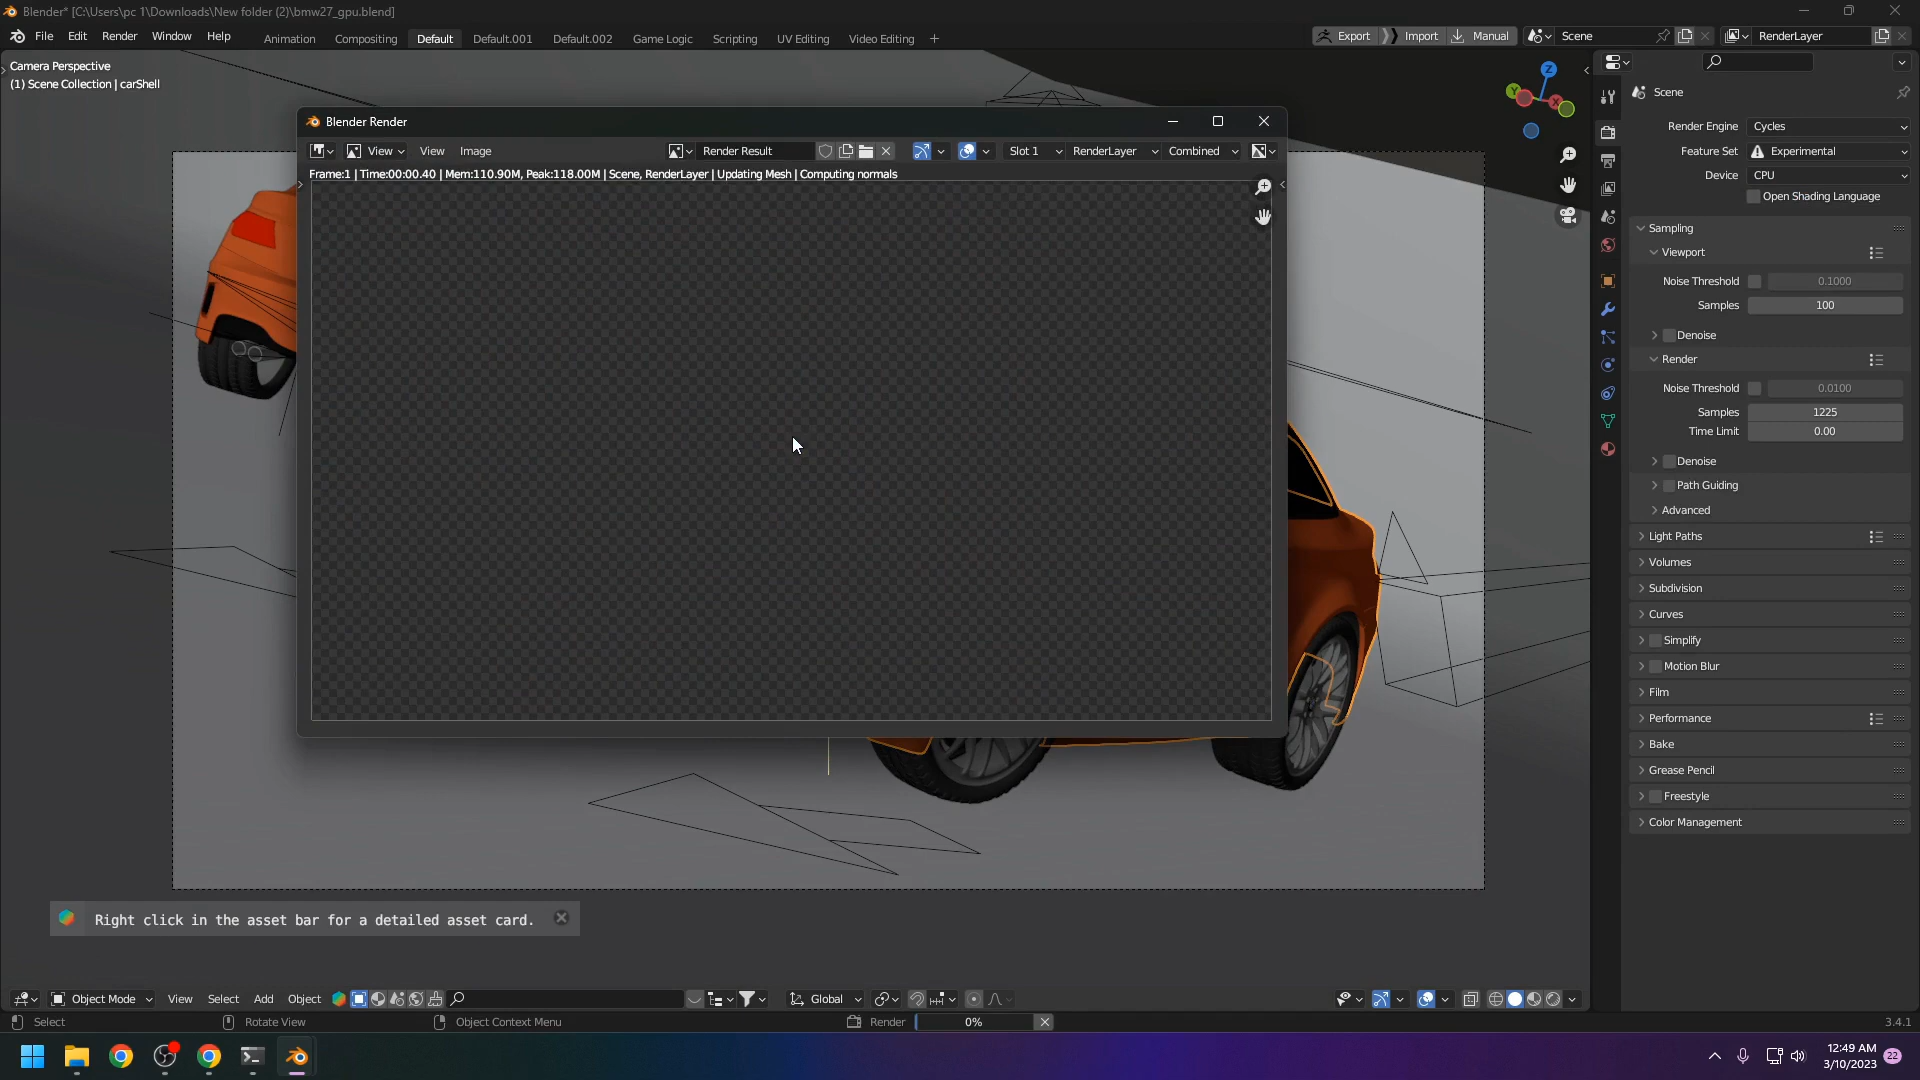 Blender* [C:\Users\pc 1\Downloads\New folder (2)\bmw27_gpu.blend]
File Edit Render Window Help Animation Compositing Default Default.001 Default.002 Game Logic Scripting UV Editing Video Editing + Export Import Manual Scene RenderLayer
Camera Perspective
(1) Scene Collection | carShell
Z
Y
X
Blender Render
View View Image Render Result Slot 1 RenderLayer Combined
Frame:1 | Time:00:00.40 | Mem:110.90M, Peak:118.00M | Scene, RenderLayer | Updating Mesh | Computing normals
Scene
Render Engine Cycles
Feature Set Experimental
Device CPU
Open Shading Language
Sampling
Viewport
Noise Threshold 0.1000
Samples 100
Denoise
Render
Noise Threshold 0.0100
Samples 1225
Time Limit 0.00
Denoise
Path Guiding
Advanced
Light Paths
Volumes
Subdivision
Curves
Simplify
Motion Blur
Film
Performance
Bake
Grease Pencil
Freestyle
Color Management
Right click in the asset bar for a detailed asset card.
Object Mode View Select Add Object Global
Select Rotate View Object Context Menu Render 0% 3.4.1
12:49 AM
3/10/2023 22